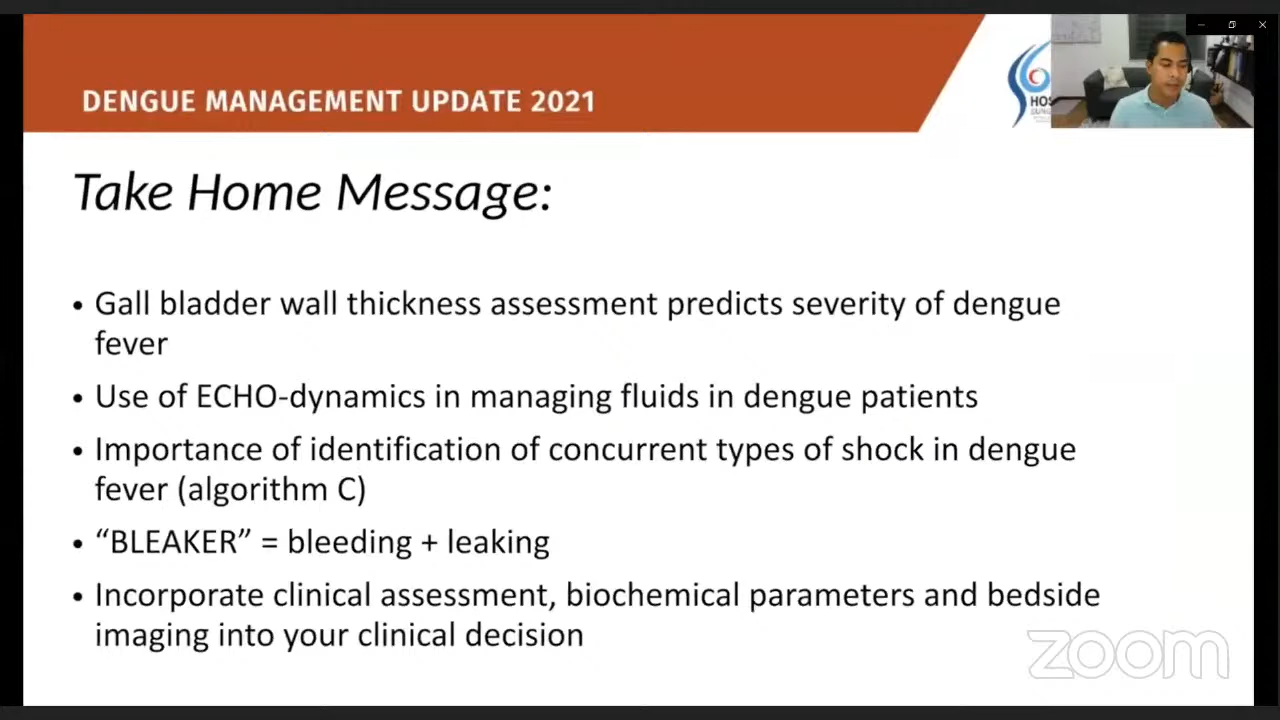 DENGUE MANAGEMENT UPDATE 2021
HOS
Take Home Message:
• Gall bladder wall thickness assessment predicts severity of dengue
fever
• Use of ECHO-dynamics in managing fluids in dengue patients
• Importance of identification of concurrent types of shock in dengue
fever (algorithm C)
• “BLEAKER” = bleeding + leaking
• Incorporate clinical assessment, biochemical parameters and bedside
imaging into your clinical decision
zoom